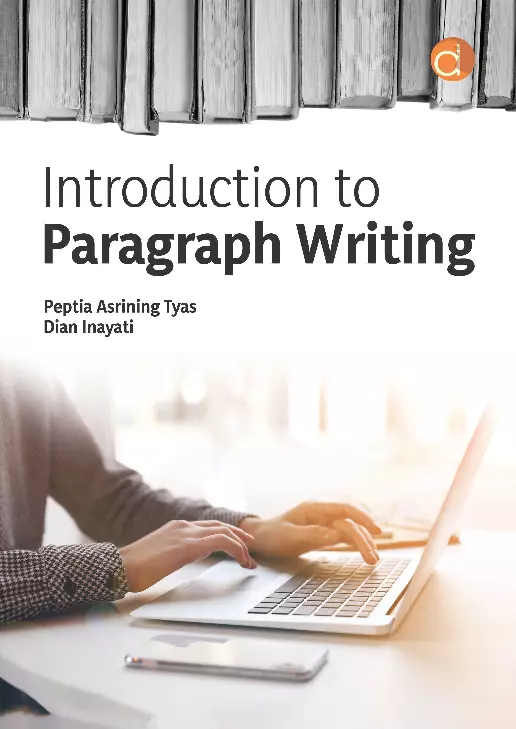 Introduction to
Paragraph Writing
Peptia Asrining Tyas
Dian Inayati